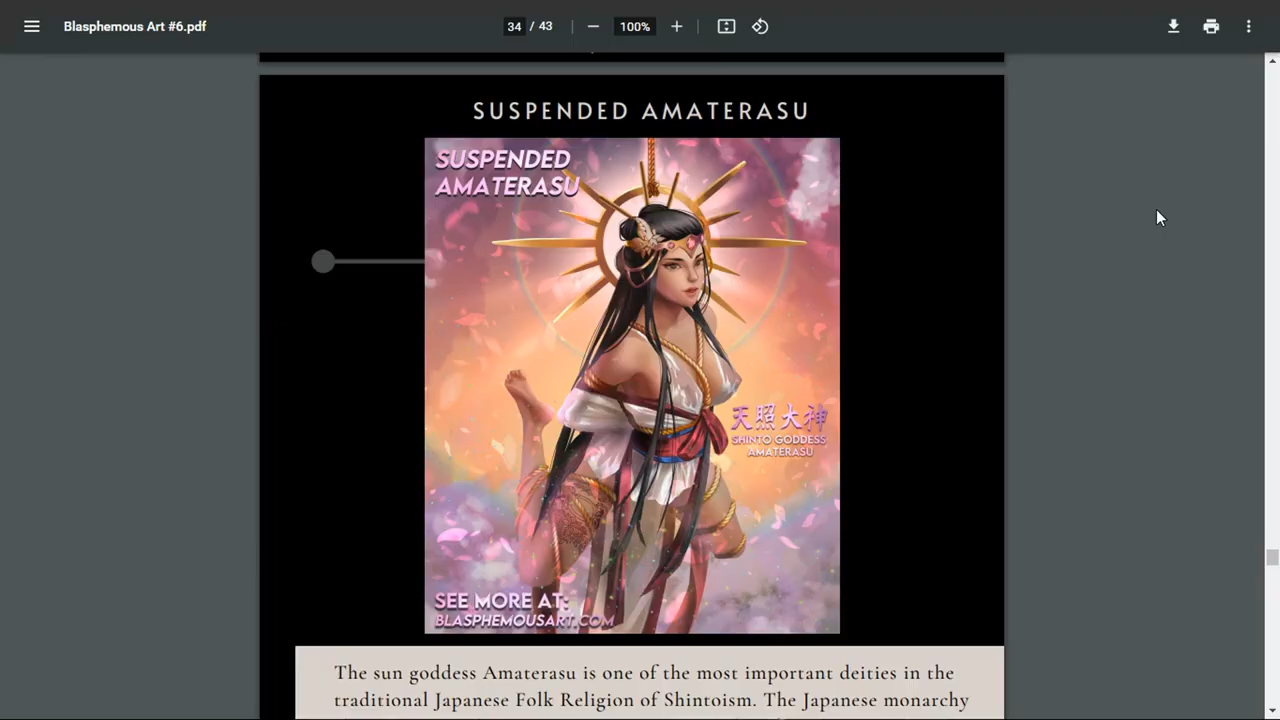 Blasphemous Art #6.pdf
34 / 43
100%
SUSPENDED AMATERASU
SUSPENDED
AMATERASU
天照大神
SHINTO GODDESS
AMATERASU
SEE MORE AT:
BLASPHEMOUSART.COM
The sun goddess Amaterasu is one of the most important deities in the
traditional Japanese Folk Religion of Shintoism. The Japanese monarchy